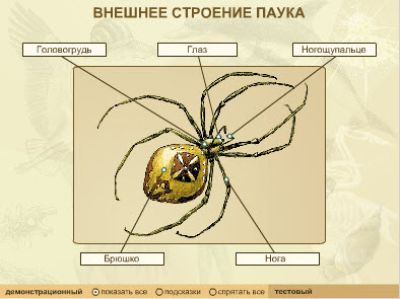 ВНЕШНЕЕ СТРОЕНИЕ ПАУКА
Головогрудь Глаз Ногощупальце
Брюшко Нога
демонстрационный показать все подсказки спрятать все тестовый